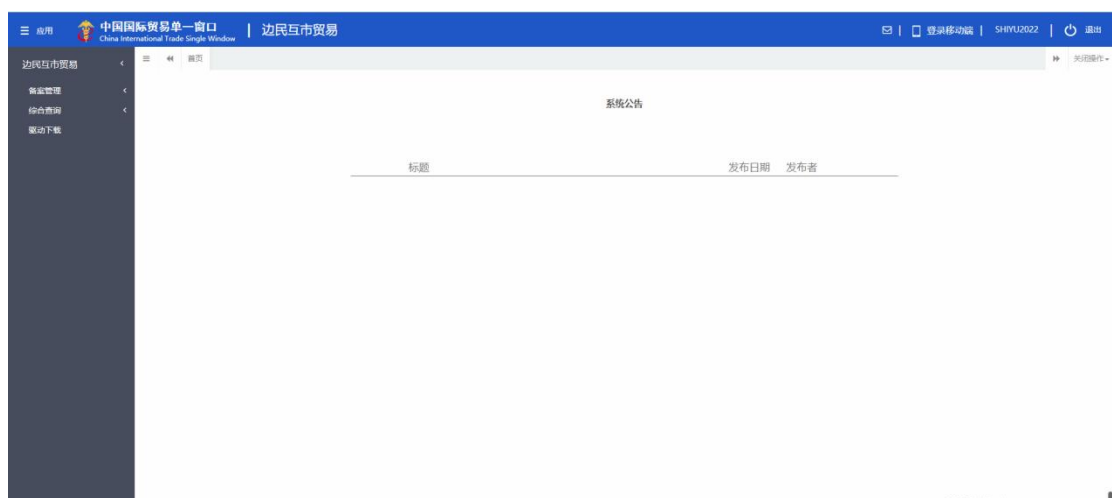 应用 中国国际贸易单一窗口 | 边民互市贸易 | 登录移动端 | SHIYU2022 | 退出
China International Trade Single Window
边民互市贸易 首页 关闭操作
备案管理
综合查询
驱动下载
系统公告
标题 发布日期 发布者